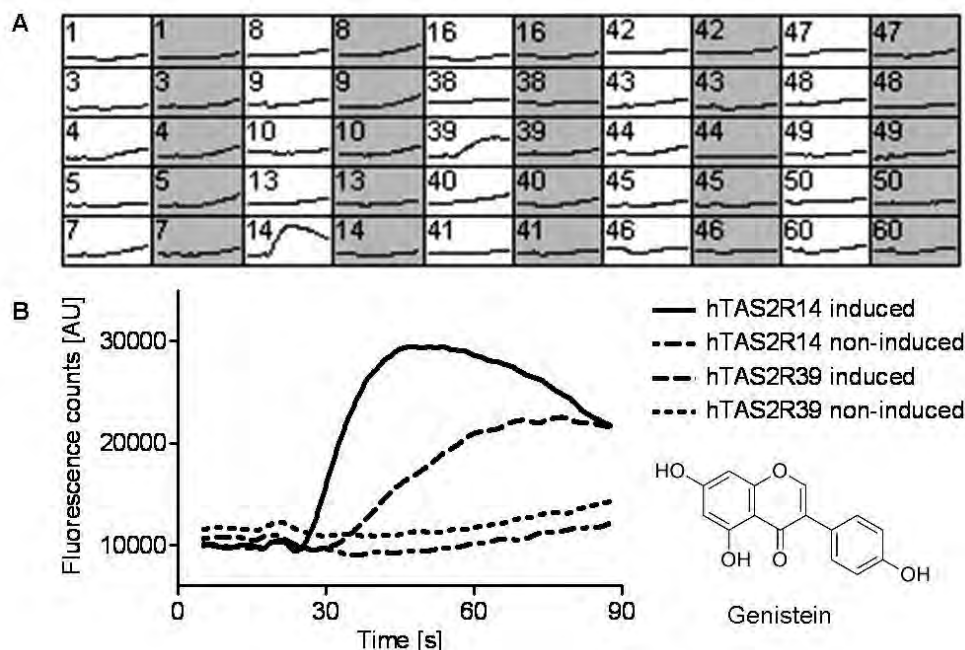 A
1 1 8 8 16 16 42 42 47 47
3 3 9 9 38 38 43 43 48 48
4 4 10 10 39 39 44 44 49 49
5 5 13 13 40 40 45 45 50 50
7 7 14 14 41 41 46 46 60 60
B
Fluorescence counts [AU]
30000
20000
10000
0 30 60 90
Time [s]
hTAS2R14 induced
hTAS2R14 non-induced
hTAS2R39 induced
hTAS2R39 non-induced
HO
O
OH
O
OH
Genistein